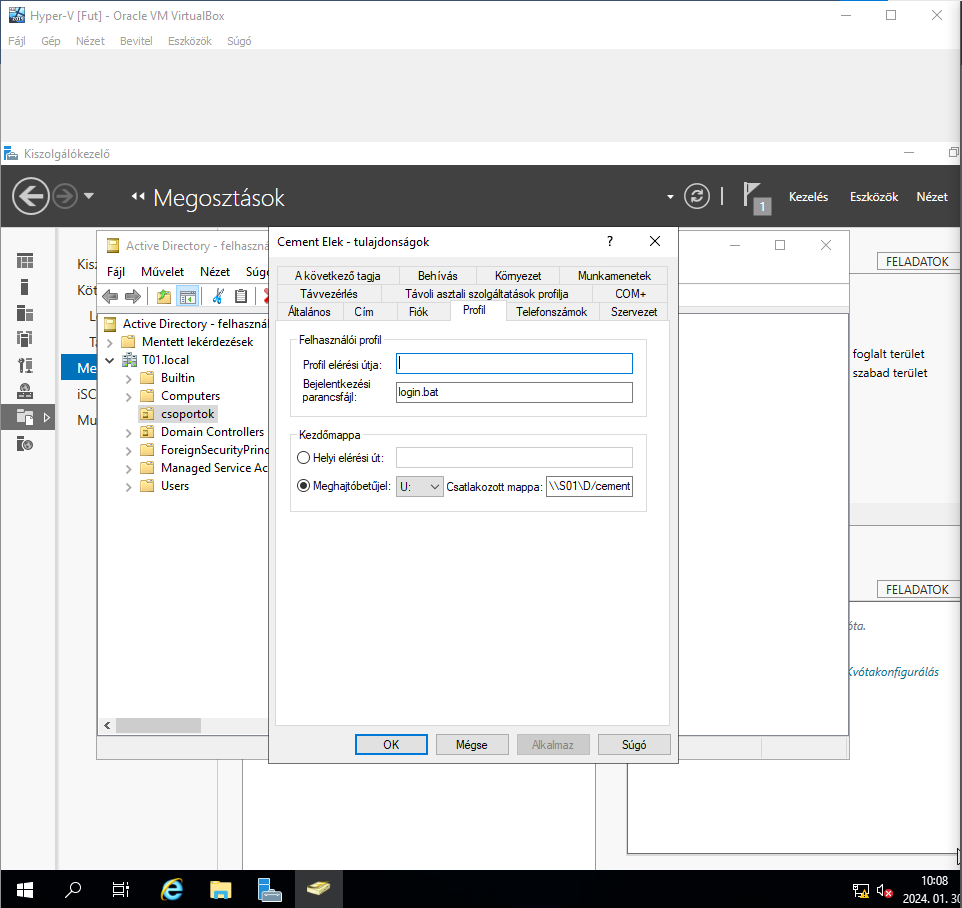 Hyper-V [Fut] - Oracle VM VirtualBox
Fájl Gép Nézet Bevitel Eszközök Súgó
Kiszolgálókezelő
Megosztások
1
Kezelés Eszközök Nézet
Active Directory - felhaszná
Fájl Művelet Nézet Súg
Active Directory - felhasznál
Mentett lekérdezések
T01.local
Builtin
Computers
csoportok
Domain Controllers
ForeignSecurityPrinc
Managed Service Ac
Users
Kisz
Köt
Me
iSC
Mu
Cement Elek - tulajdonságok
?
A következő tagja Behívás Környezet Munkamenetek
Távvezérlés Távoli asztali szolgáltatások profilja COM+
Általános Cím Fiók Profil Telefonszámok Szervezet
Felhasználói profil
Profil elérési útja:
Bejelentkezési
parancsfájl:
login.bat
Kezdőmappa
Helyi elérési út:
Meghajtóbetűjel: U: Csatlakozott mappa: \\S01\D/cement
OK Mégse Alkalmaz Súgó
FELADATOK
foglalt terület
szabad terület
FELADATOK
óta.
Kvótakonfigurálás
10:08
2024. 01. 30